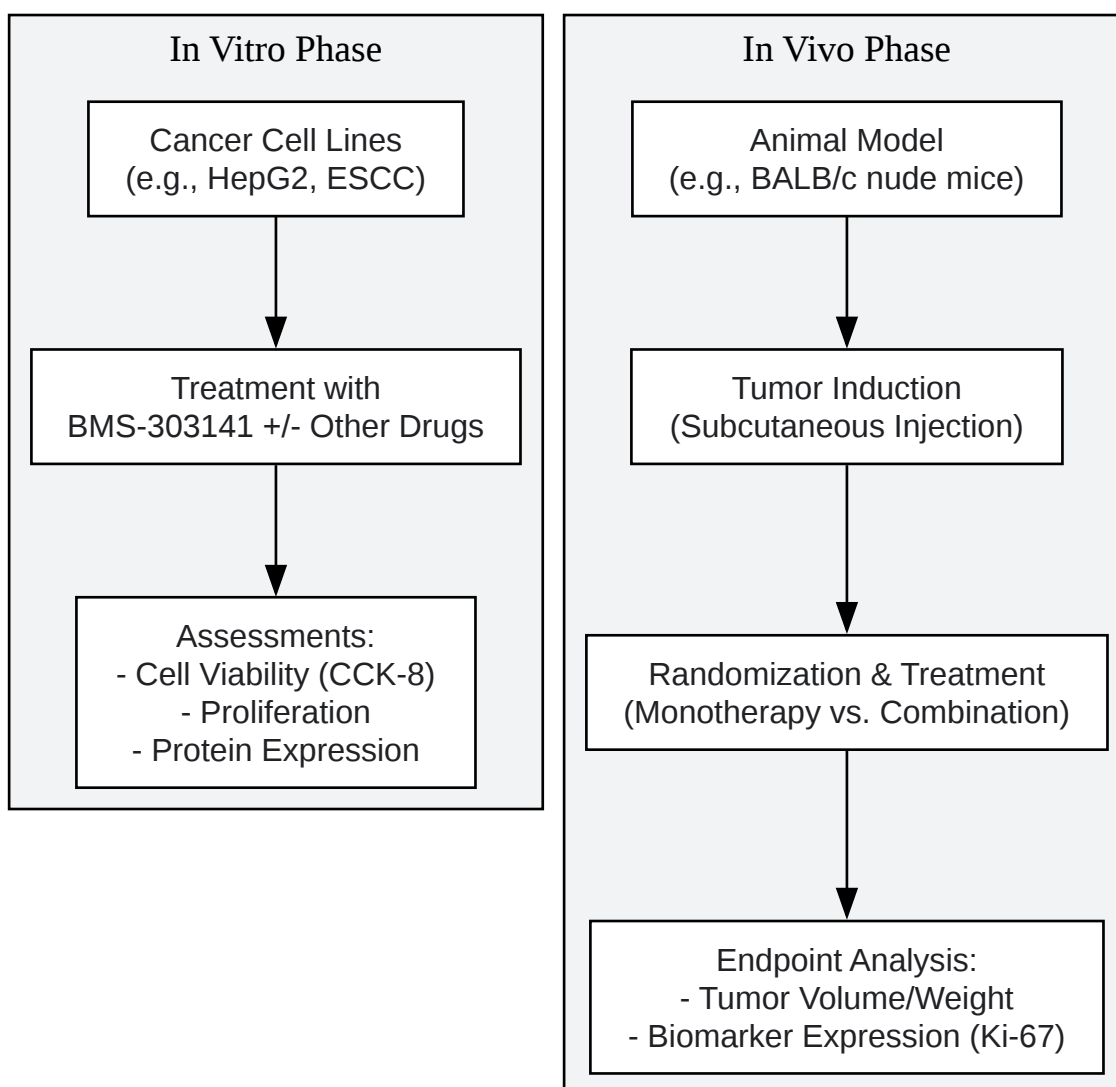 In Vitro Phase
Cancer Cell Lines
(e.g., HepG2, ESCC)
Treatment with
BMS-303141 +/- Other Drugs
Assessments:
- Cell Viability (CCK-8)
- Proliferation
- Protein Expression
In Vivo Phase
Animal Model
(e.g., BALB/c nude mice)
Tumor Induction
(Subcutaneous Injection)
Randomization & Treatment
(Monotherapy vs. Combination)
Endpoint Analysis:
- Tumor Volume/Weight
- Biomarker Expression (Ki-67)